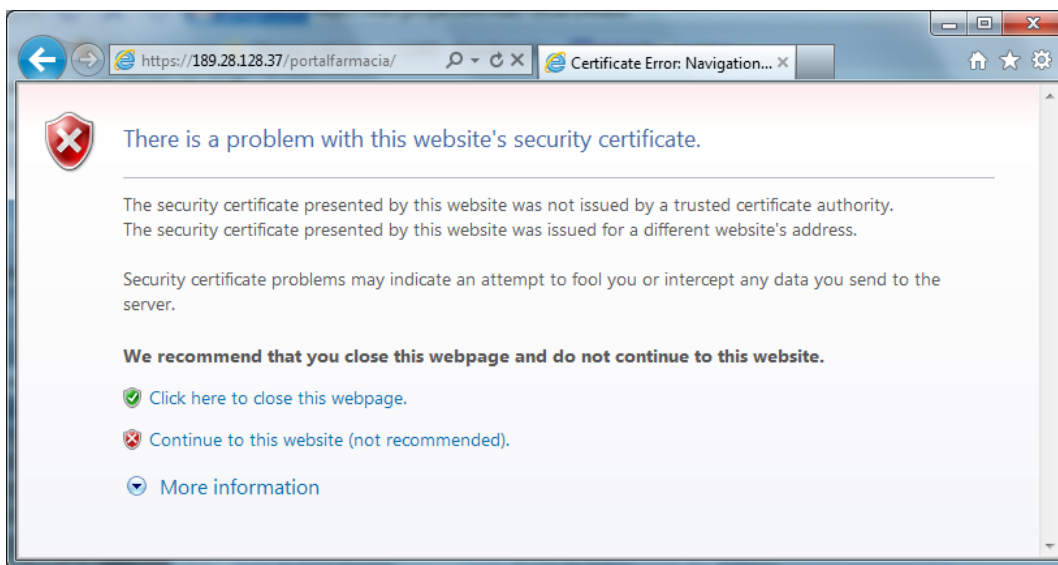 https://189.28.128.37/portalfarmacia/
Certificate Error: Navigation...
There is a problem with this website's security certificate.
The security certificate presented by this website was not issued by a trusted certificate authority.
The security certificate presented by this website was issued for a different website's address.
Security certificate problems may indicate an attempt to fool you or intercept any data you send to the
server.
We recommend that you close this webpage and do not continue to this website.
Click here to close this webpage.
Continue to this website (not recommended).
More information